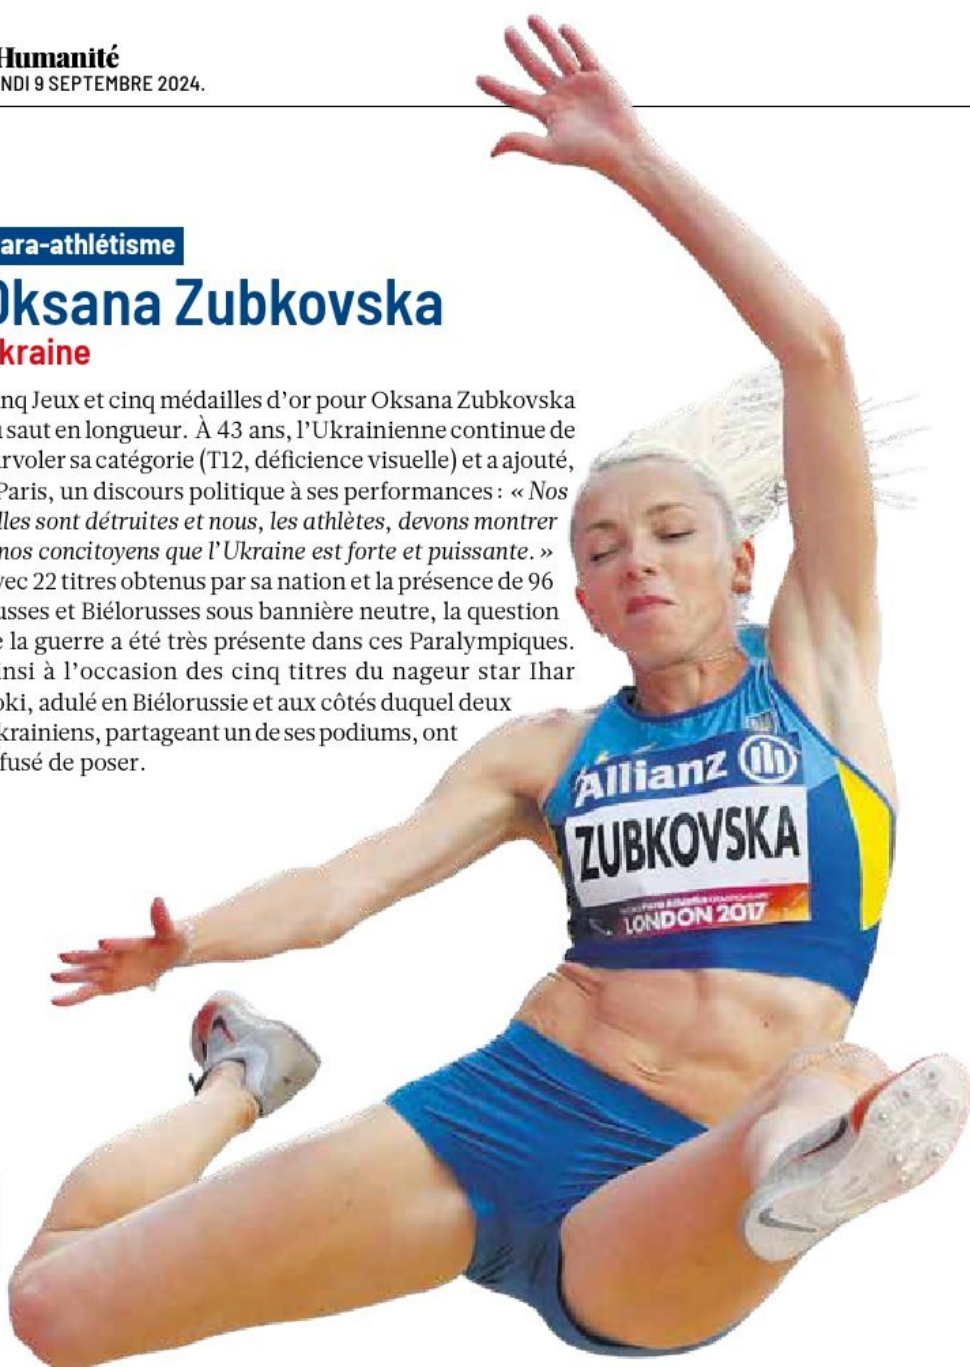 Humanité
NDI 9 SEPTEMBRE 2024.
ara-athlétisme
Oksana Zubkovska
kraine
nq Jeux et cinq médailles d’or pour Oksana Zubkovska
saut en longueur. À 43 ans, l’Ukrainienne continue de
rvoler sa catégorie (T12, déficience visuelle) et a ajouté,
Paris, un discours politique à ses performances : « Nos
lles sont détruites et nous, les athlètes, devons montrer
nos concitoyens que l’Ukraine est forte et puissante. »
vec 22 titres obtenus par sa nation et la présence de 96
usses et Biélorusses sous bannière neutre, la question
e la guerre a été très présente dans ces Paralympiques.
insi à l’occasion des cinq titres du nageur star Ihar
oki, adulé en Biélorussie et aux côtés duquel deux
krainiens, partageant un de ses podiums, ont
fusé de poser.
Allianz
ZUBKOVSKA
LONDON 2017